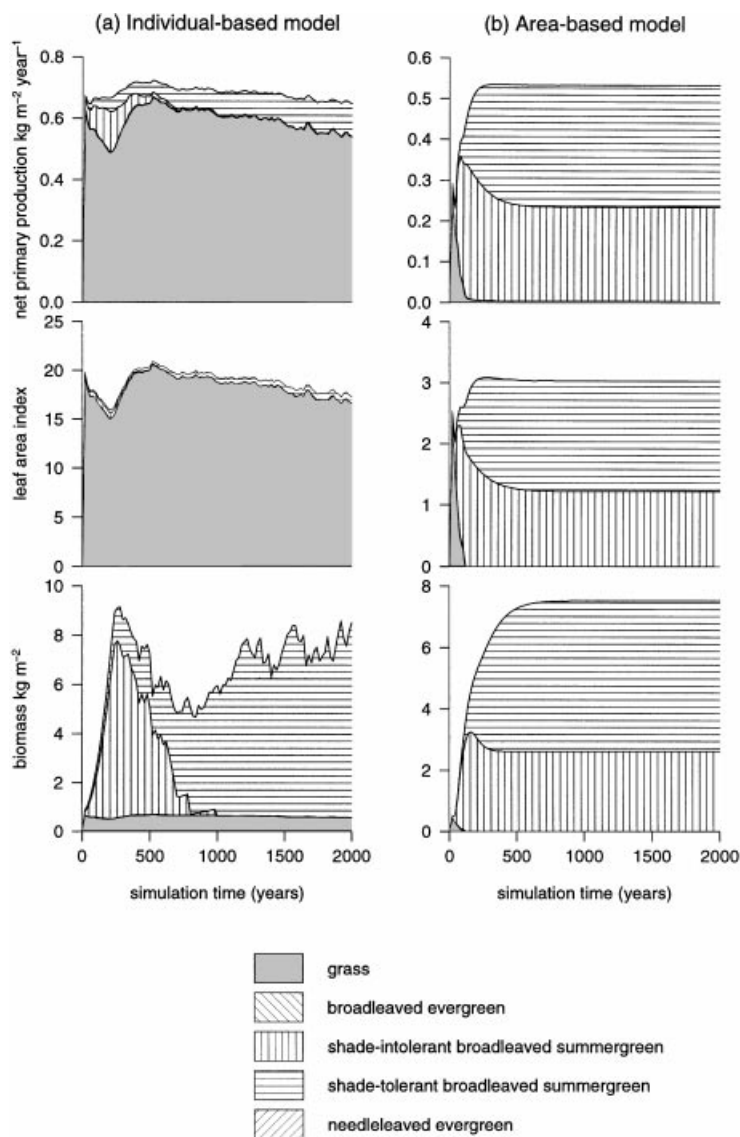 (a) Individual-based model
(b) Area-based model
net primary production kg m⁻² year⁻¹
0.8
0.6
0.4
0.2
0.0
0.6
0.5
0.4
0.3
0.2
0.1
0.0
leaf area index
25
20
15
10
5
0
4
3
2
1
0
biomass kg m⁻²
10
8
6
4
2
0
8
6
4
2
0
0 500 1000 1500 2000
0 500 1000 1500 2000
simulation time (years)
simulation time (years)
grass
broadleaved evergreen
shade-intolerant broadleaved summergreen
shade-tolerant broadleaved summergreen
needleleaved evergreen